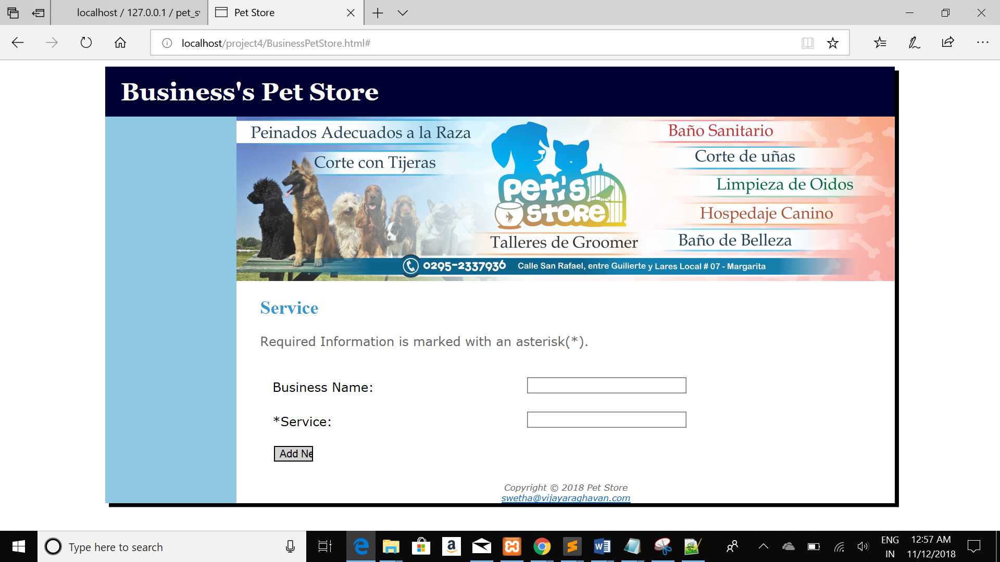 localhost / 127.0.0.1 / pet_s
Pet Store
localhost/project4/BusinessPetStore.html#
Business's Pet Store
Peinados Adecuados a la Raza
Corte con Tijeras
Pet's
Store
Talleres de Groomer
Baño Sanitario
Corte de uñas
Limpieza de Oidos
Hospedaje Canino
Baño de Belleza
0295-2337936 Calle San Rafael, entre Guilierte y Lares Local # 07 - Margarita
Service
Required Information is marked with an asterisk(*).
Business Name:
*Service:
Add Ne
Copyright © 2018 Pet Store
swetha@vijayaraghavan.com
Type here to search
ENG
IN
12:57 AM
11/12/2018